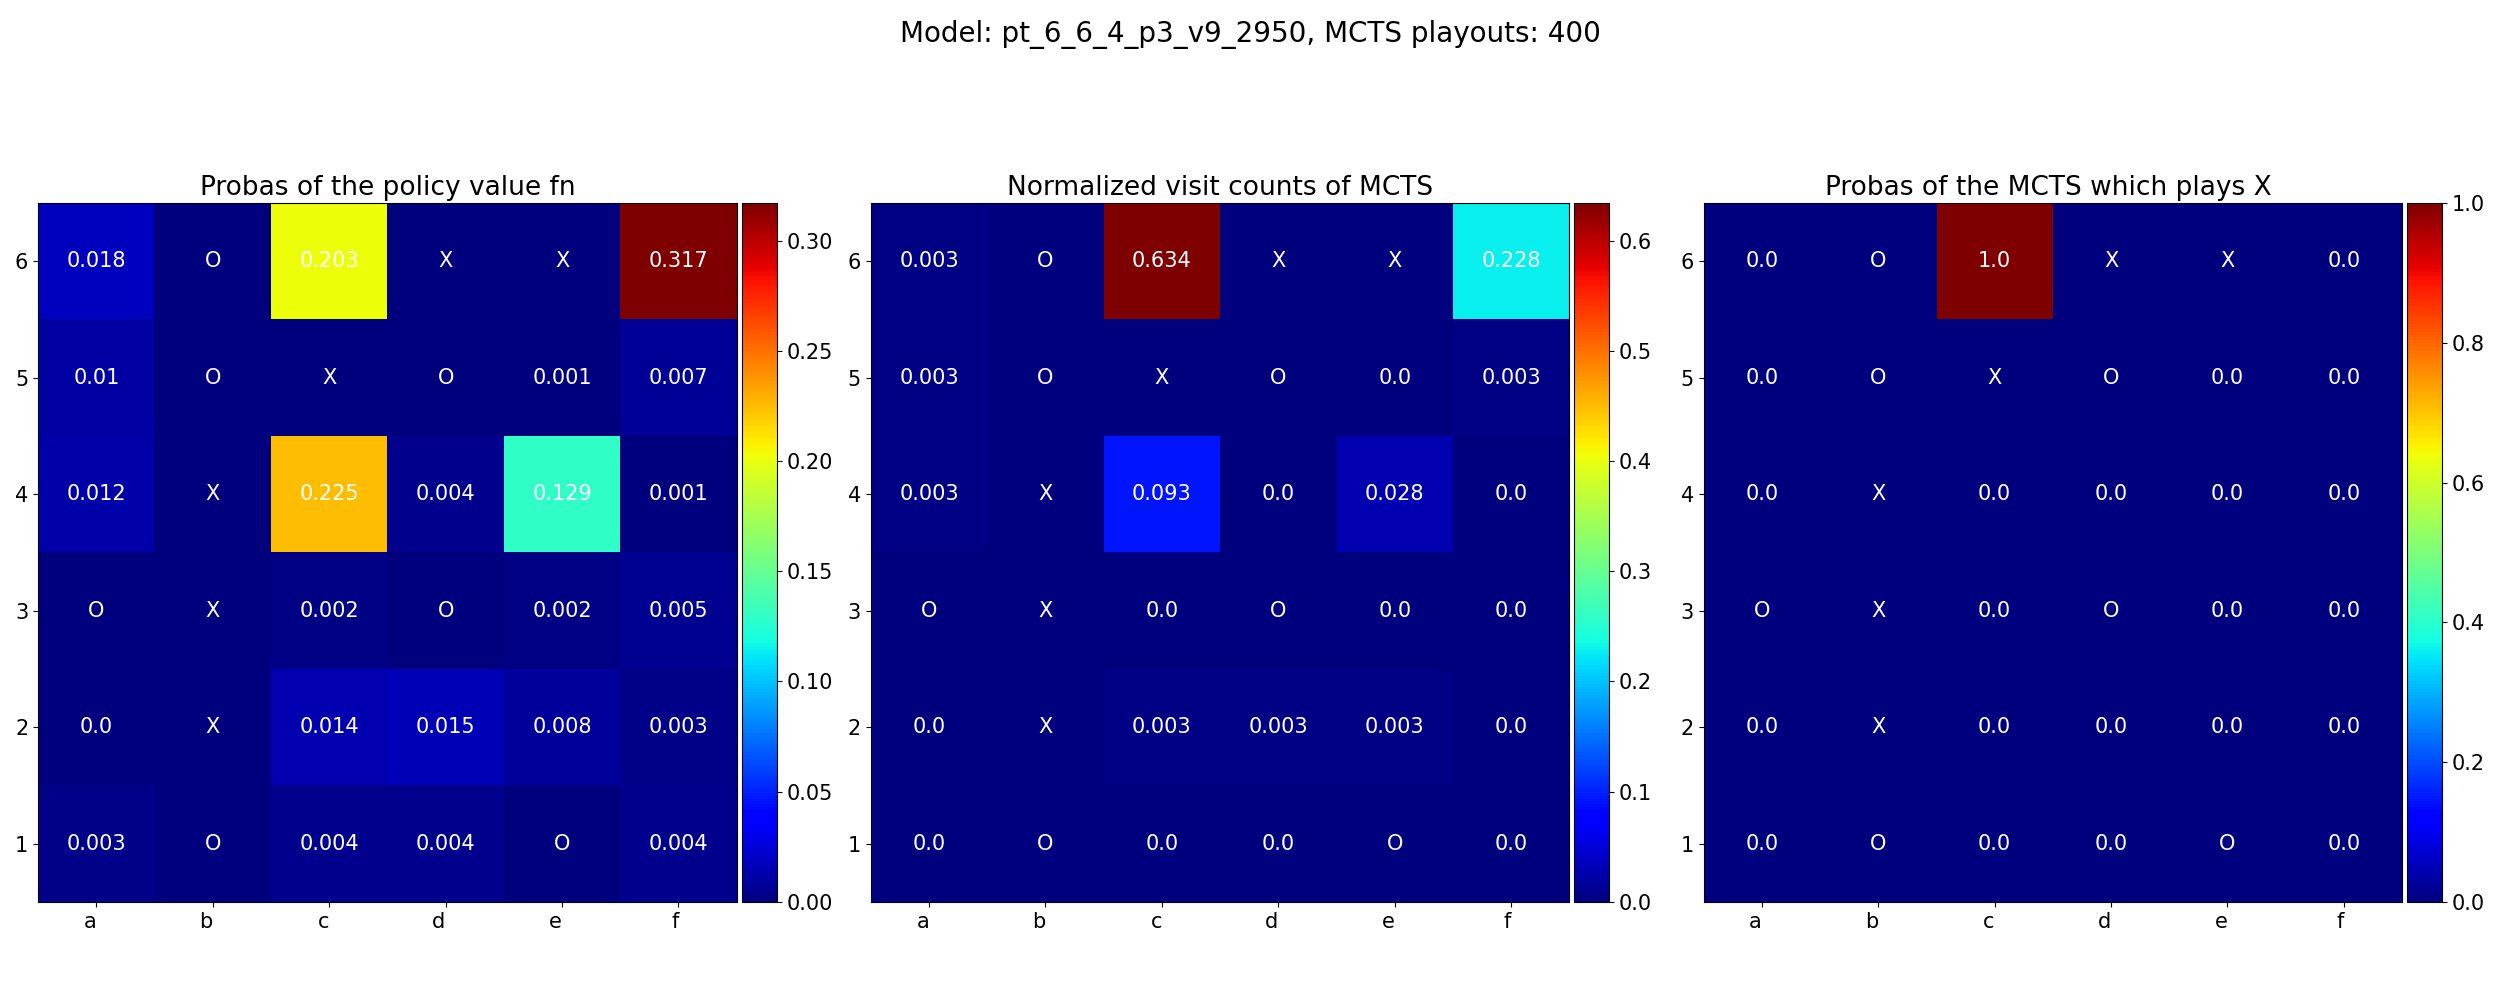 Model: pt_6_6_4_p3_v9_2950, MCTS playouts: 400
Probas of the policy value fn
6 0.018 O 0.203 X X 0.317
5 0.01 O X O 0.001 0.007
4 0.012 X 0.225 0.004 0.129 0.001
3 O X 0.002 O 0.002 0.005
2 0.0 X 0.014 0.015 0.008 0.003
1 0.003 O 0.004 0.004 O 0.004
a b c d e f
0.30
0.25
0.20
0.15
0.10
0.05
0.00
Normalized visit counts of MCTS
6 0.003 O 0.634 X X 0.228
5 0.003 O X O 0.0 0.003
4 0.003 X 0.093 0.0 0.028 0.0
3 O X 0.0 O 0.0 0.0
2 0.0 X 0.003 0.003 0.003 0.0
1 0.0 O 0.0 0.0 O 0.0
a b c d e f
0.6
0.5
0.4
0.3
0.2
0.1
0.0
Probas of the MCTS which plays X
6 0.0 O 1.0 X X 0.0
5 0.0 O X O 0.0 0.0
4 0.0 X 0.0 0.0 0.0 0.0
3 O X 0.0 O 0.0 0.0
2 0.0 X 0.0 0.0 0.0 0.0
1 0.0 O 0.0 0.0 O 0.0
a b c d e f
1.0
0.8
0.6
0.4
0.2
0.0